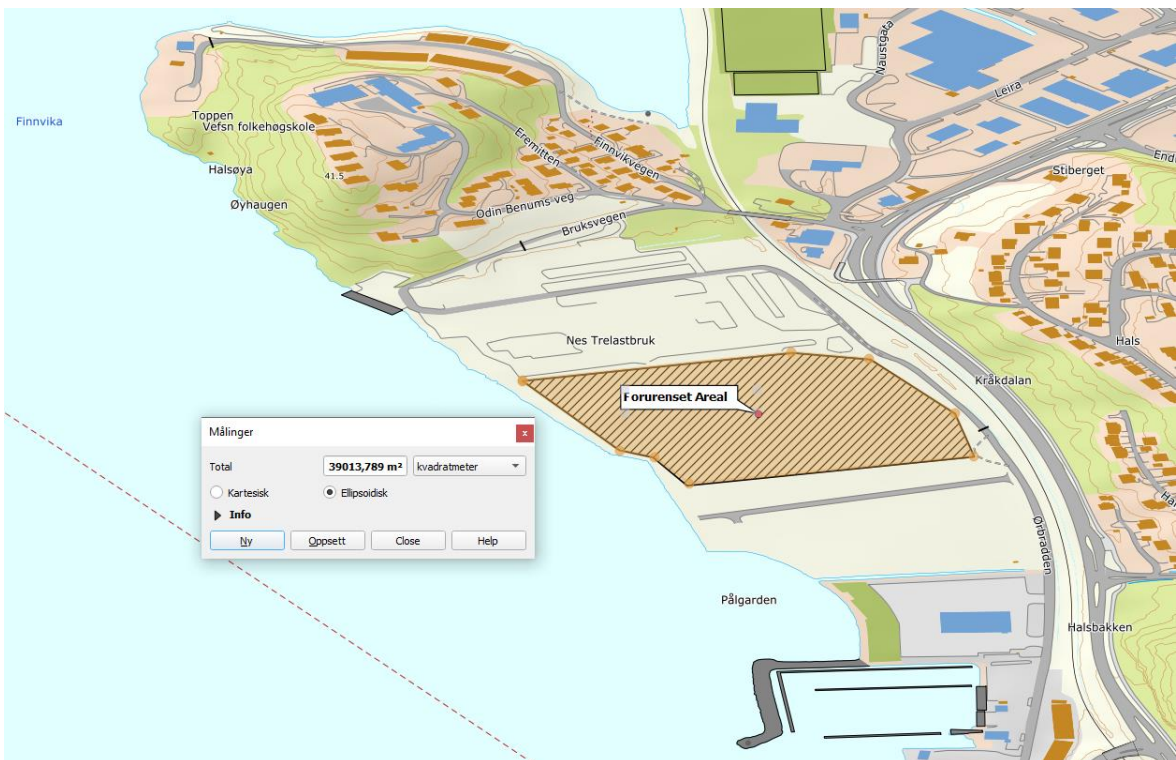 Finnvika
Toppen
Vefsn folkehøgskole
Halsøya
41.5
Øyhaugen
Eremitten
Finnvikvegen
Odin Benums veg
Bruksvegen
Naustgata
Leira
Stiberget
Nes Trelastbruk
Hals
Kråkdalan
Forurenset Areal
Målinger
x
Total
39013,789 m²
kvadratmeter
Kartesisk
Ellipsoidisk
Info
Ny
Oppsett
Close
Help
Ørbradden
Pålgarden
Halsbakken